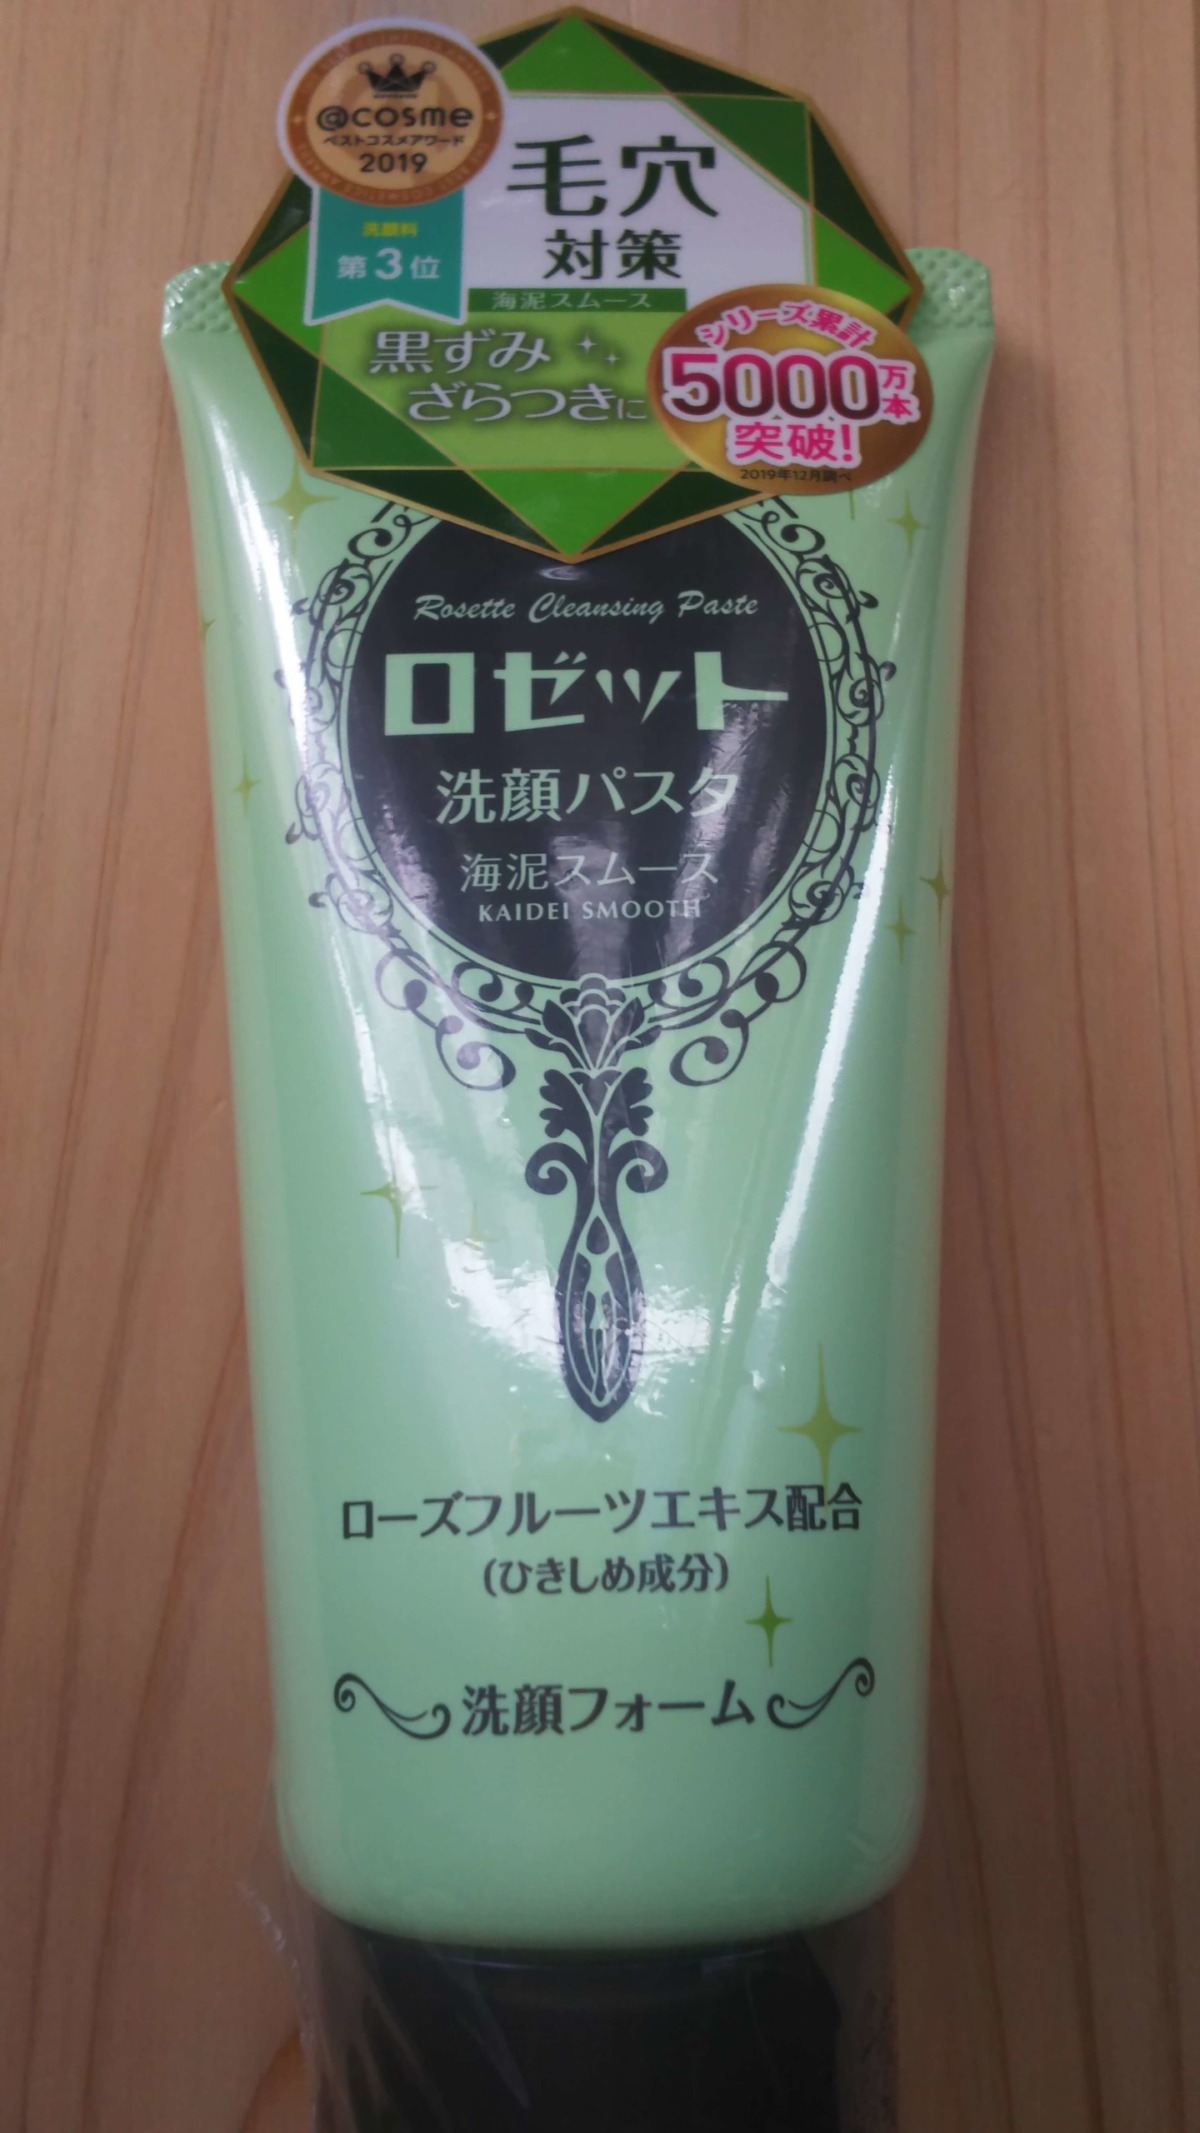 @cosme
ベストコスメアワード
2019
洗顔料
第3位
毛穴
対策
海泥スムース
黒ずみ
ざらつきに
シリーズ累計
5000万本
突破!
2019年12月調べ
Rosette Cleansing Paste
ロゼット
洗顔パスタ
海泥スムース
KAIDEI SMOOTH
ローズフルーツエキス配合
(ひきしめ成分)
洗顔フォーム